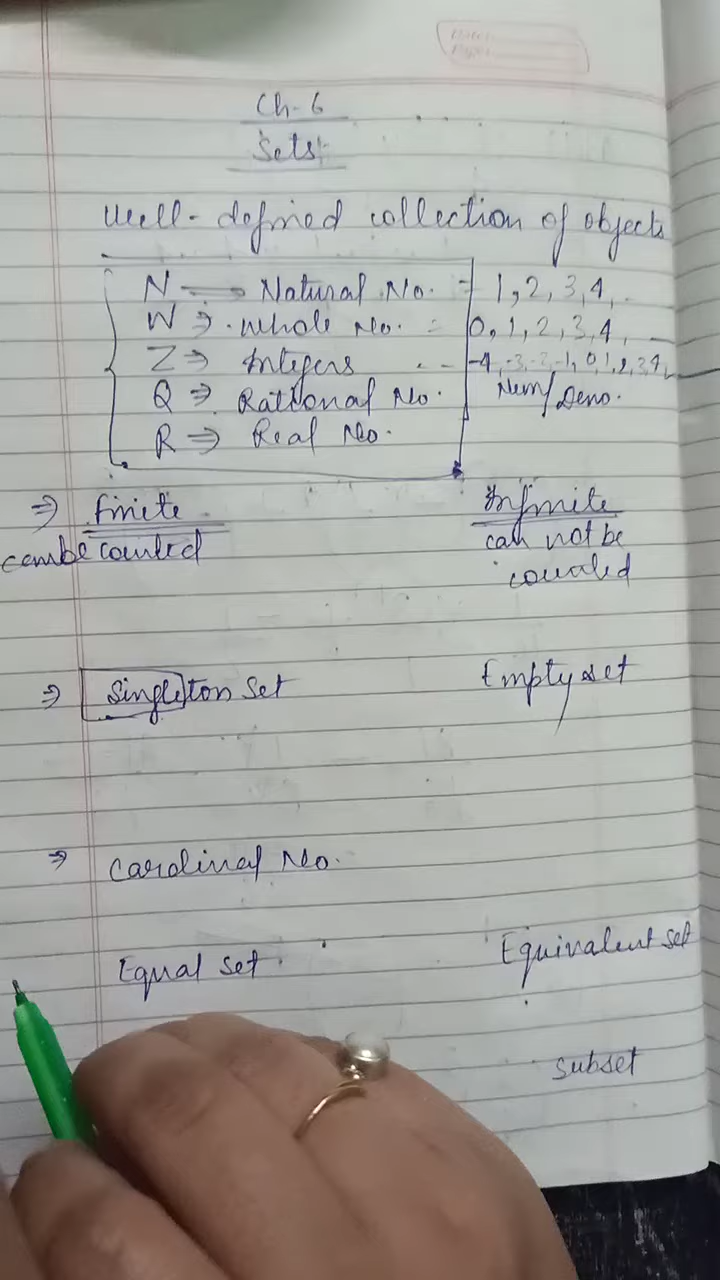 Ch-6
Sets:-
Well-defined collection of objects
N → Natural No. = 1, 2, 3, 4, -
W ⇒ Whole No. = 0, 1, 2, 3, 4, -
Z ⇒ Integers .. -4, -3, -2, -1, 0, 1, 2, 3, 4,
Q ⇒ Rational No. Num/Deno.
R ⇒ Real No.
⇒ finite Infinite
can be counted can not be
counted
⇒ Singleton Set Empty set
⇒ Cardinal No.
Equal Set Equivalent set
subset